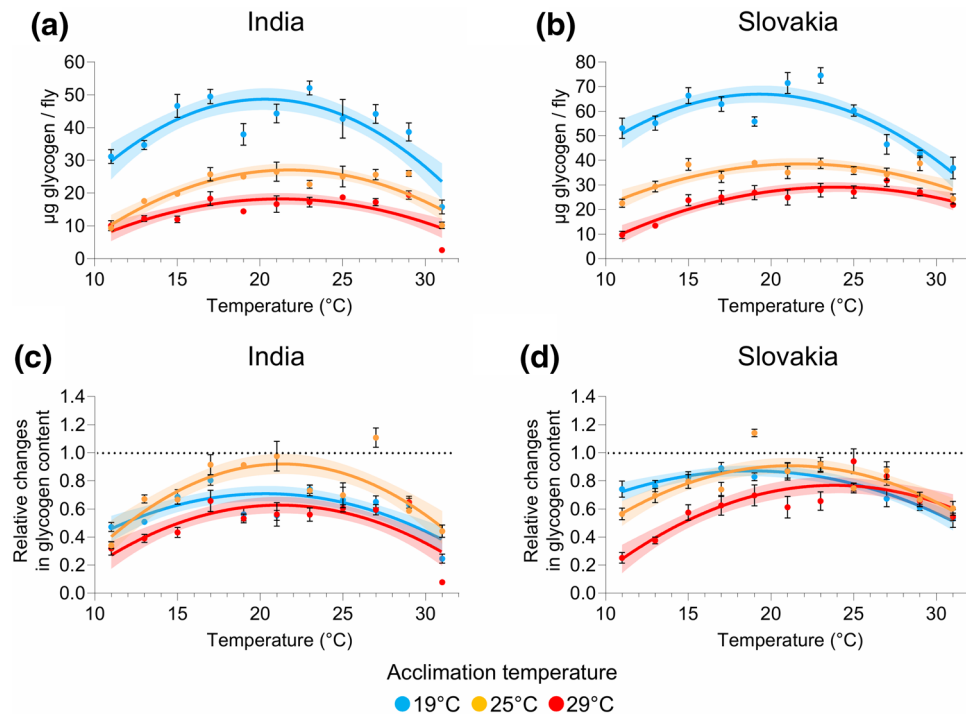 (a) India
(b) Slovakia
µg glycogen / fly
60
50
40
30
20
10
0
10 15 20 25 30
Temperature (°C)
µg glycogen / fly
80
70
60
50
40
30
20
10
0
10 15 20 25 30
Temperature (°C)
(c) India
(d) Slovakia
Relative changes
in glycogen content
1.4
1.2
1.0
0.8
0.6
0.4
0.2
0.0
10 15 20 25 30
Temperature (°C)
Relative changes
in glycogen content
1.4
1.2
1.0
0.8
0.6
0.4
0.2
0.0
10 15 20 25 30
Temperature (°C)
Acclimation temperature
19°C 25°C 29°C